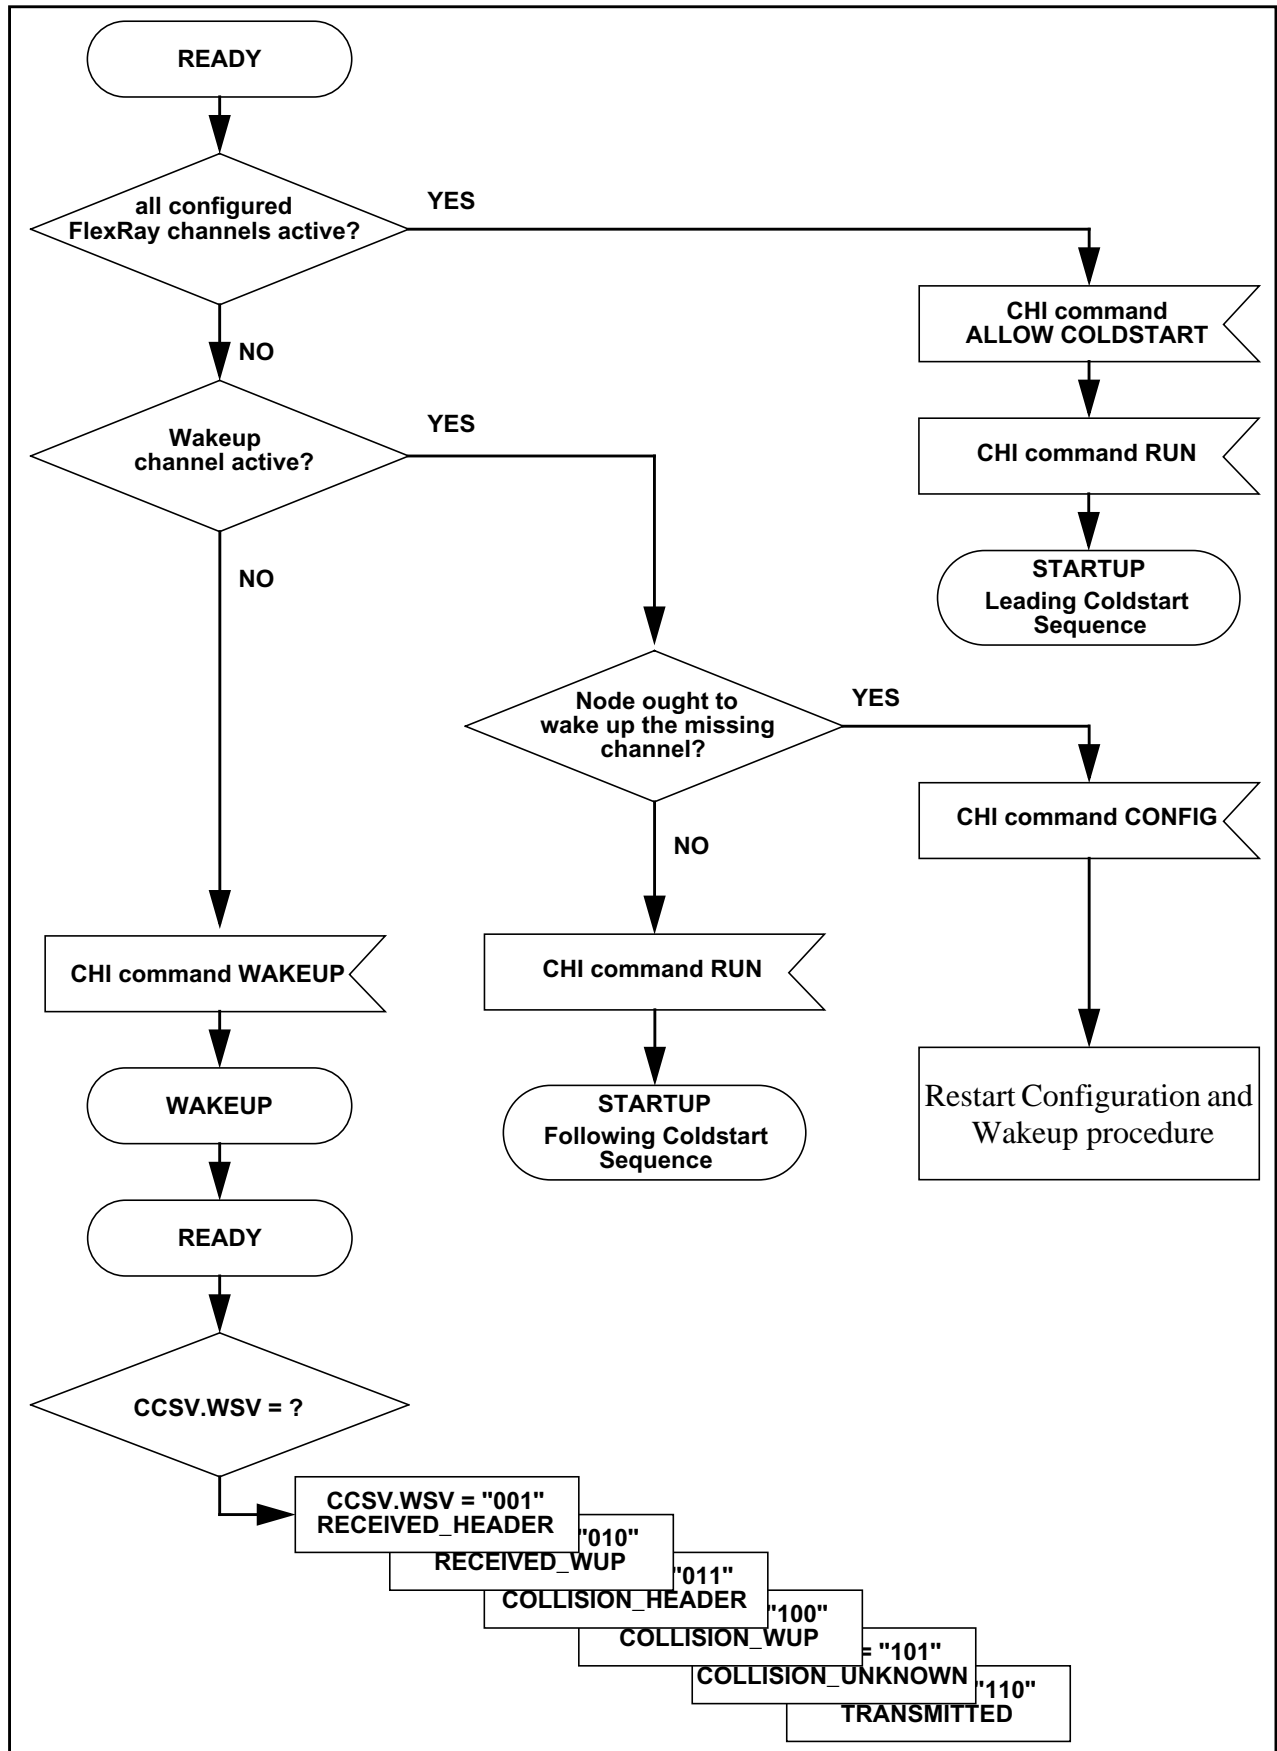 READY
all configured
FlexRay channels active?
YES
CHI command
ALLOW COLDSTART
NO
Wakeup
channel active?
YES
CHI command RUN
NO
STARTUP
Leading Coldstart
Sequence
Node ought to
wake up the missing
channel?
YES
CHI command CONFIG
NO
CHI command WAKEUP
CHI command RUN
WAKEUP
STARTUP
Following Coldstart
Sequence
Restart Configuration and
Wakeup procedure
READY
CCSV.WSV = ?
CCSV.WSV = "001"
RECEIVED_HEADER
"010"
RECEIVED_WUP
"011"
COLLISION_HEADER
"100"
COLLISION_WUP
= "101"
COLLISION_UNKNOWN
"110"
TRANSMITTED